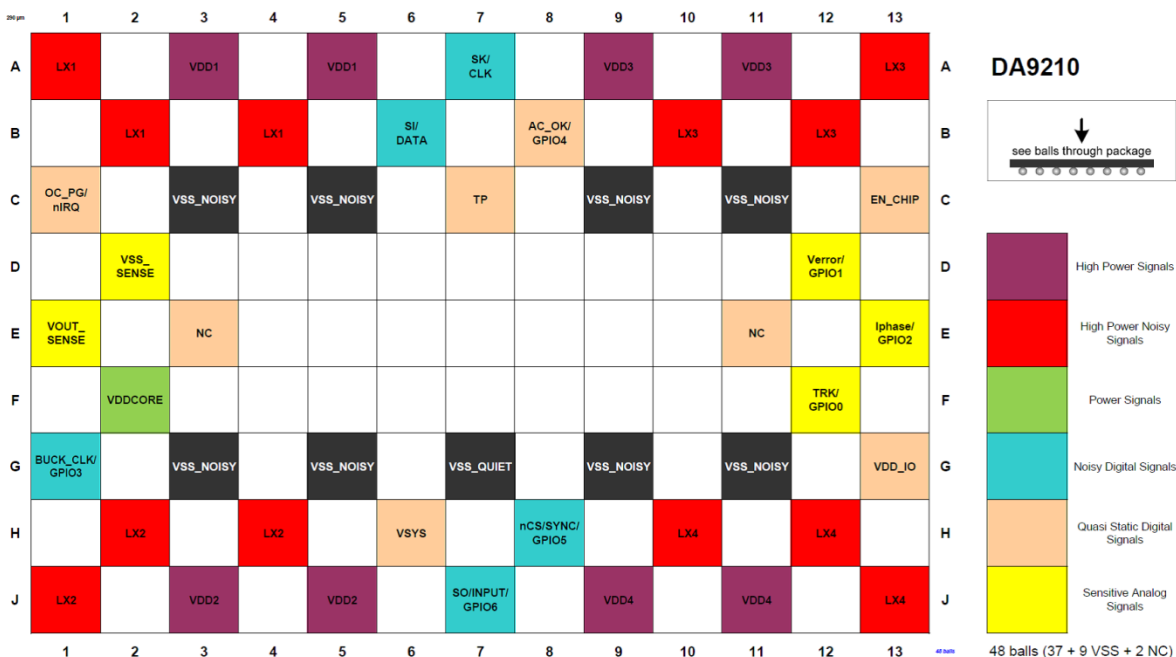 290 µm 1 2 3 4 5 6 7 8 9 10 11 12 13
A LX1 VDD1 VDD1 SK/ CLK VDD3 VDD3 LX3 A
DA9210
B LX1 LX1 SI/ DATA AC_OK/ GPIO4 LX3 LX3 B
see balls through package
C OC_PG/ nIRQ VSS_NOISY VSS_NOISY TP VSS_NOISY VSS_NOISY EN_CHIP C
D VSS_ SENSE Verror/ GPIO1 D
High Power Signals
E VOUT_ SENSE NC NC Iphase/ GPIO2 E
High Power Noisy
Signals
F VDDCORE TRK/ GPIO0 F
Power Signals
G BUCK_CLK/ GPIO3 VSS_NOISY VSS_NOISY VSS_QUIET VSS_NOISY VSS_NOISY VDD_IO G
Noisy Digital Signals
H LX2 LX2 VSYS nCS/SYNC/ GPIO5 LX4 LX4 H
Quasi Static Digital
Signals
J LX2 VDD2 VDD2 SO/INPUT/ GPIO6 VDD4 VDD4 LX4 J
Sensitive Analog
Signals
1 2 3 4 5 6 7 8 9 10 11 12 13 48 balls
48 balls (37 + 9 VSS + 2 NC)